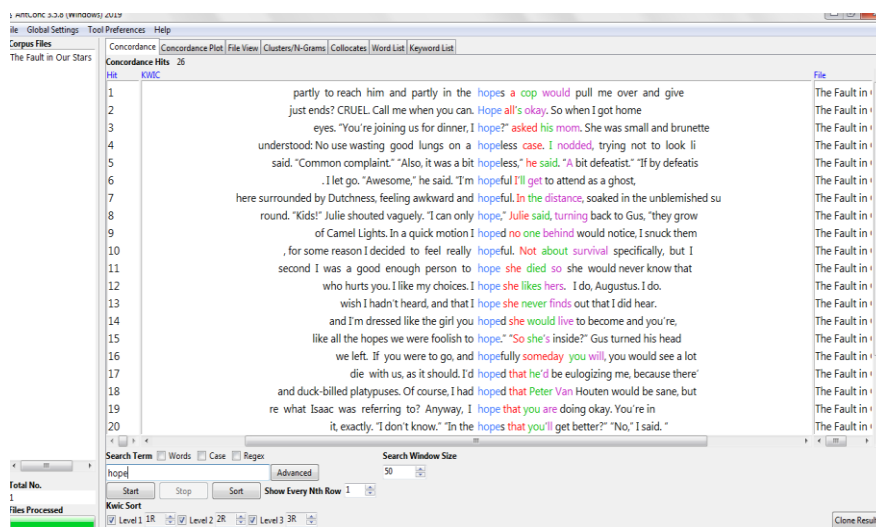 AntConc 3.5.8 (Windows) 2019
ile Global Settings Tool Preferences Help
Corpus Files
The Fault in Our Stars
Concordance Concordance Plot File View Clusters/N-Grams Collocates Word List Keyword List
Concordance Hits 26
Hit KWIC File
1 partly to reach him and partly in the hopes a cop would pull me over and give The Fault in
2 just ends? CRUEL. Call me when you can. Hope all's okay. So when I got home The Fault in
3 eyes. "You're joining us for dinner, I hope?" asked his mom. She was small and brunette The Fault in
4 understood: No use wasting good lungs on a hopeless case. I nodded, trying not to look li The Fault in
5 said. "Common complaint." "Also, it was a bit hopeless," he said. "A bit defeatist." "If by defeatis The Fault in
6 . I let go. "Awesome," he said. "I'm hopeful I'll get to attend as a ghost, The Fault in
7 here surrounded by Dutchness, feeling awkward and hopeful. In the distance, soaked in the unblemished su The Fault in
8 round. "Kids!" Julie shouted vaguely. "I can only hope," Julie said, turning back to Gus, "they grow The Fault in
9 of Camel Lights. In a quick motion I hoped no one behind would notice, I snuck them The Fault in
10 , for some reason I decided to feel really hopeful. Not about survival specifically, but I The Fault in
11 second I was a good enough person to hope she died so she would never know that The Fault in
12 who hurts you. I like my choices. I hope she likes hers. I do, Augustus. I do. The Fault in
13 wish I hadn't heard, and that I hope she never finds out that I did hear. The Fault in
14 and I'm dressed like the girl you hoped she would live to become and you're, The Fault in
15 like all the hopes we were foolish to hope." "So she's inside?" Gus turned his head The Fault in
16 we left. If you were to go, and hopefully someday you will, you would see a lot The Fault in
17 die with us, as it should. I'd hoped that he'd be eulogizing me, because there' The Fault in
18 and duck-billed platypuses. Of course, I had hoped that Peter Van Houten would be sane, but The Fault in
19 re what Isaac was referring to? Anyway, I hope that you are doing okay. You're in The Fault in
20 it, exactly. "I don't know." "In the hopes that you'll get better?" "No," I said. " The Fault in
Search Term Words Case Regex Search Window Size
hope Advanced 50
Total No.
1
Start Stop Sort Show Every Nth Row 1
Files Processed
Kwic Sort
Level 1 1R Level 2 2R Level 3 3R Clone Result